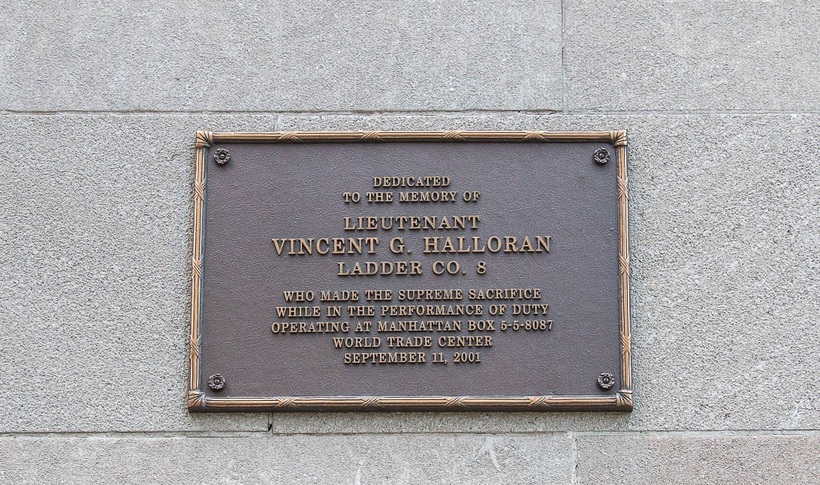 DEDICATED
TO THE MEMORY OF
LIEUTENANT
VINCENT G. HALLORAN
LADDER CO. 8
WHO MADE THE SUPREME SACRIFICE
WHILE IN THE PERFORMANCE OF DUTY
OPERATING AT MANHATTAN BOX 5-5-8087
WORLD TRADE CENTER
SEPTEMBER 11, 2001